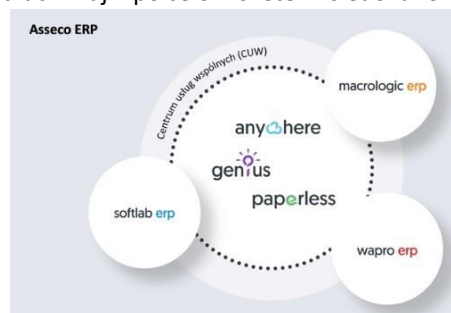 Asseco ERP
Centrum usług wspólnych (CUW)
macrologic erp
anywhere
genius
paperless
softlab erp
wapro erp